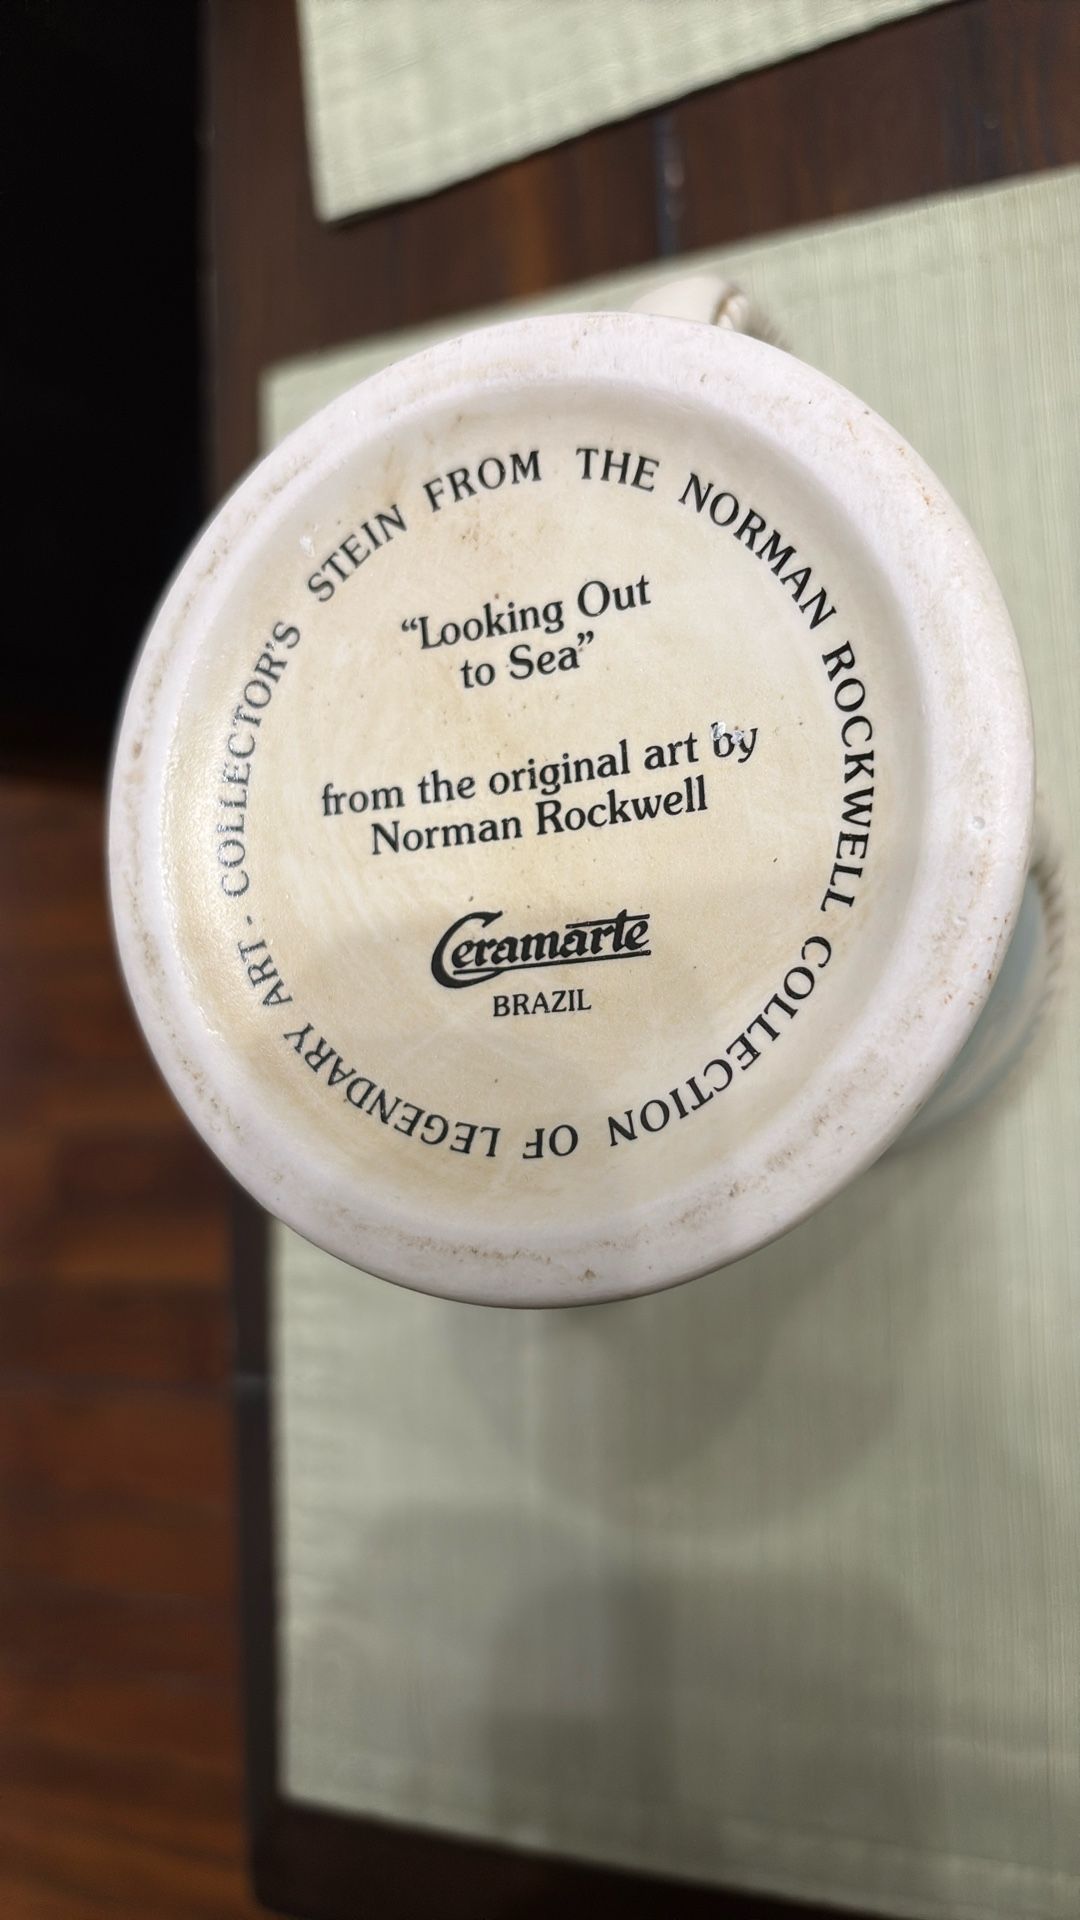 COLLECTOR'S STEIN FROM THE NORMAN ROCKWELL COLLECTION OF LEGENDARY ART ·
“Looking Out
to Sea”
from the original art by
Norman Rockwell
Ceramarte
BRAZIL